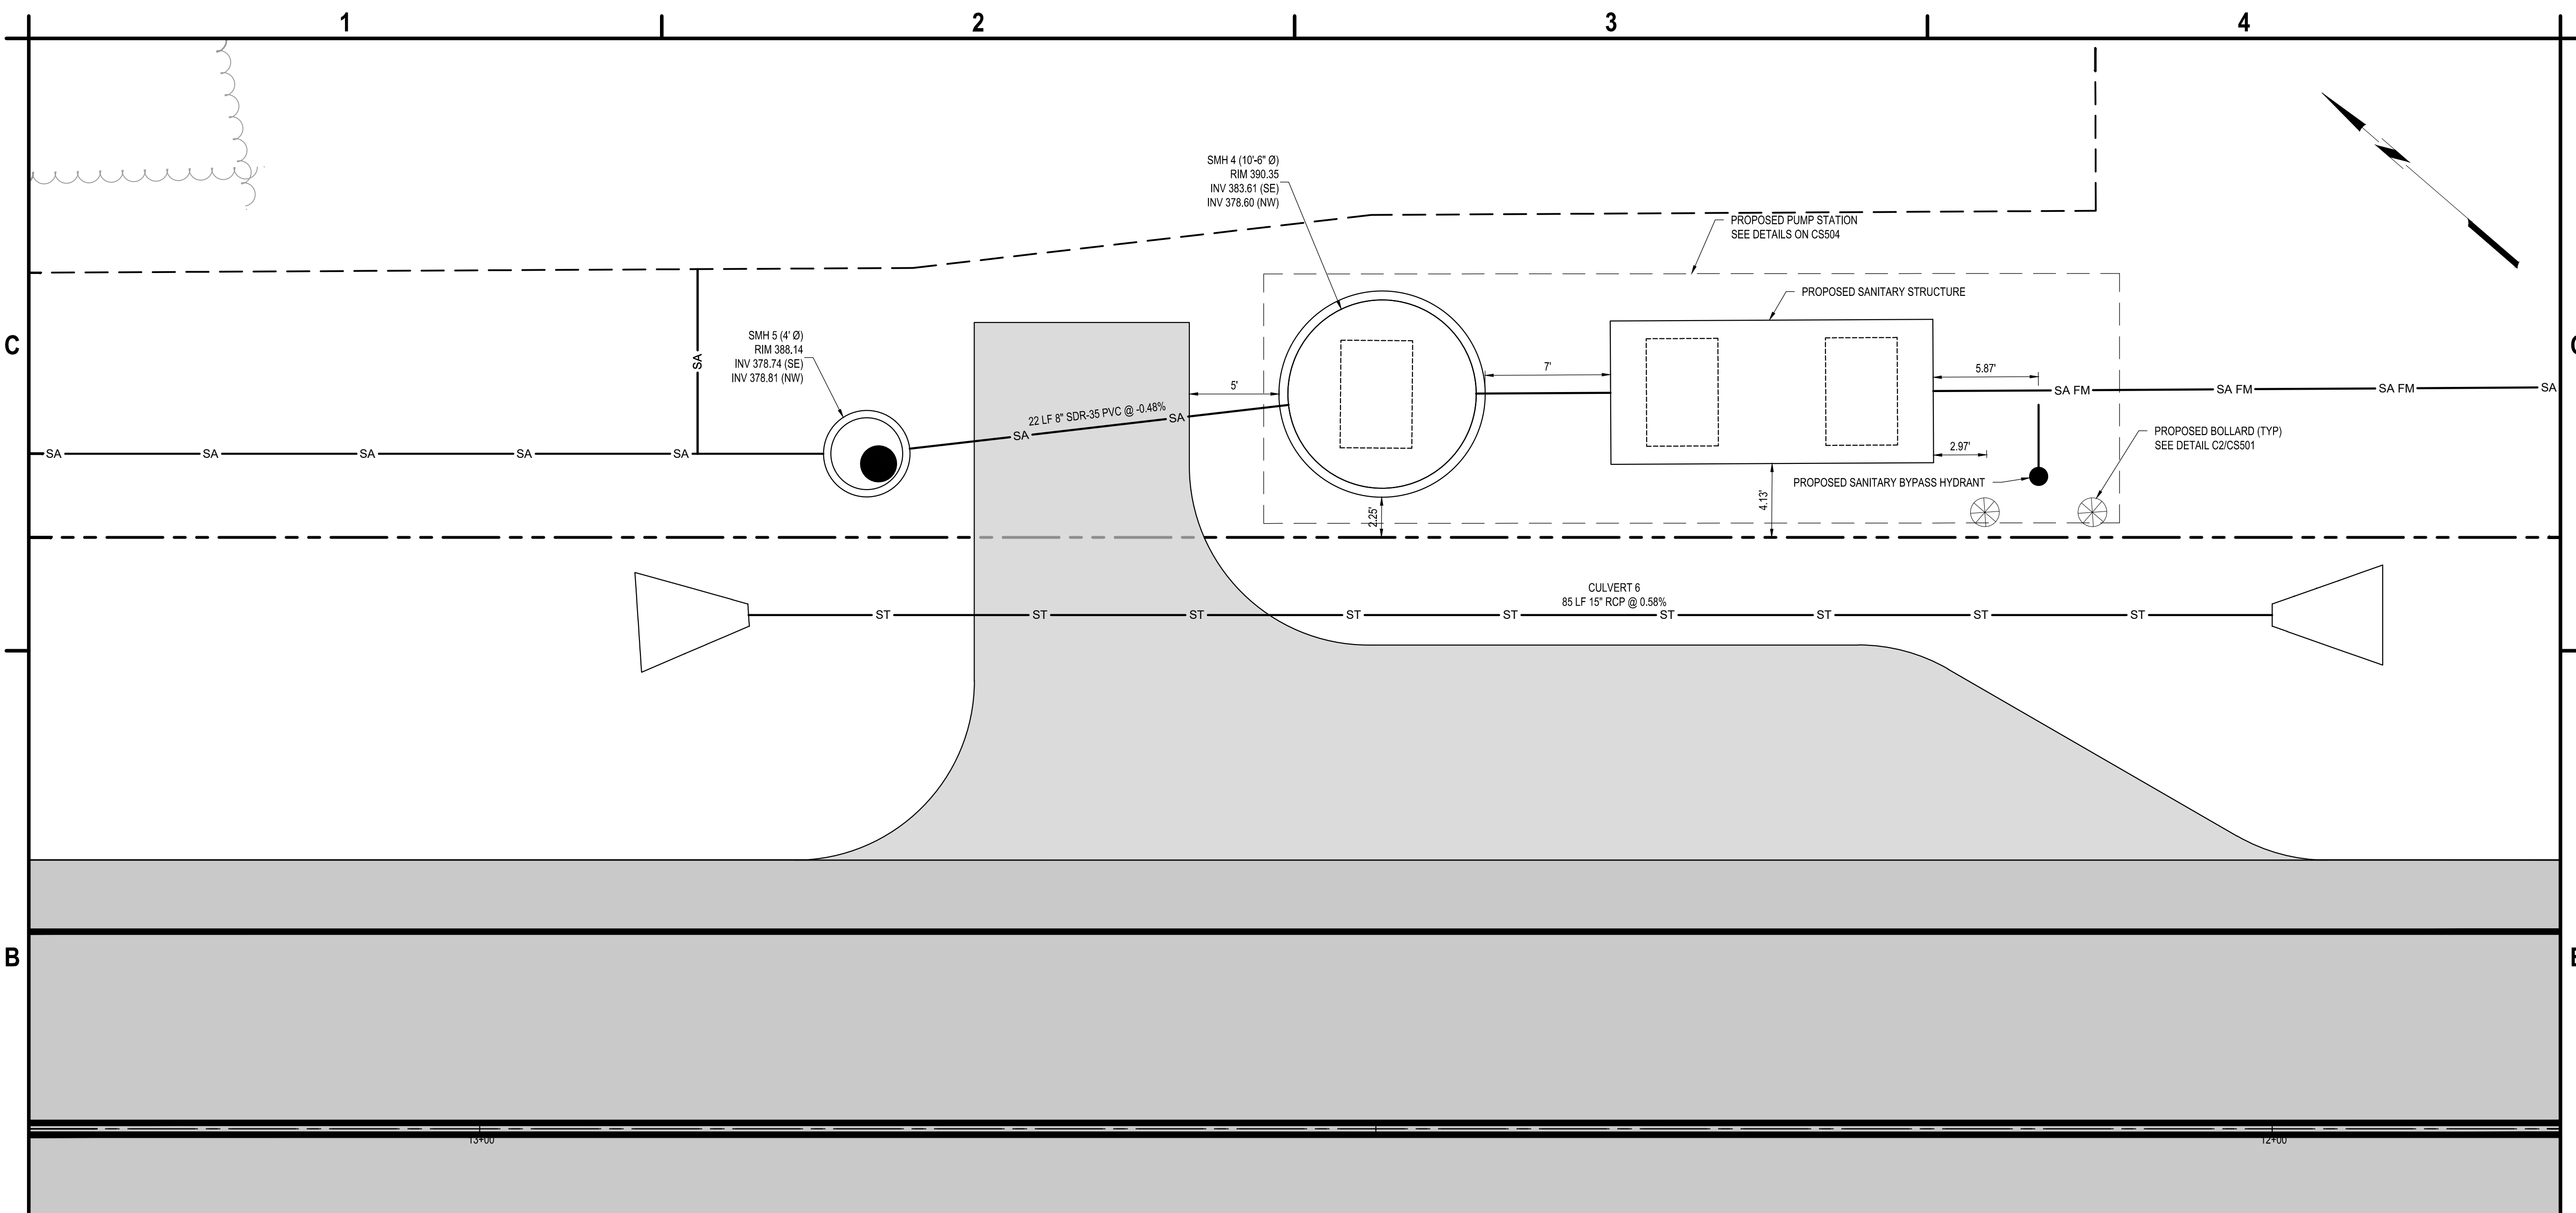 1
2
3
4
SMH 4 (10'-6" Ø)
RIM 390.35
INV 383.61 (SE)
INV 378.60 (NW)
PROPOSED PUMP STATION
SEE DETAILS ON CS504
PROPOSED SANITARY STRUCTURE
C
SMH 5 (4' Ø)
RIM 388.14
INV 378.74 (SE)
INV 378.81 (NW)
SA
5'
7'
5.87'
SA FM
SA FM
SA FM
SA
22 LF 8" SDR-35 PVC @ -0.48%
SA
SA
SA
SA
SA
SA
SA
2.97'
PROPOSED BOLLARD (TYP)
SEE DETAIL C2/CS501
PROPOSED SANITARY BYPASS HYDRANT
2.25'
4.13'
CULVERT 6
85 LF 15" RCP @ 0.58%
ST
ST
ST
ST
ST
ST
ST
ST
ST
B
13+00
12+00